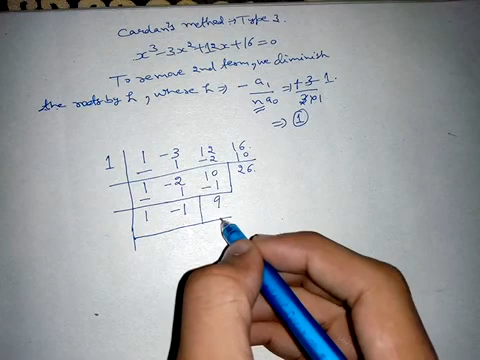 Cardan's method ⇒ Type 3.
x³-3x²+12x+16=0
To remove 2nd term, we diminish
the roots by h, where h ⇒ - a₁/na₀ ⇒ +3/3×1 1.
⇒ 1
1 | 1 -3 12 16.
— 1 -2 10
1 -2 10 26.
— 1 -1
1 -1 9